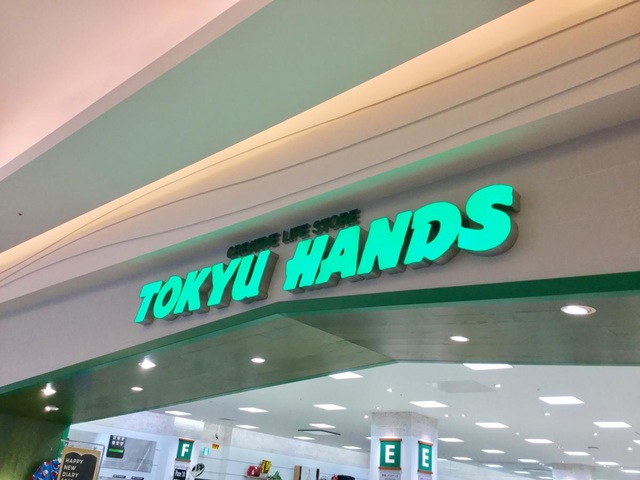 CREATIVE LIFE STORE
TOKYU HANDS
F
E
E
HAPPY
NEW
DIARY